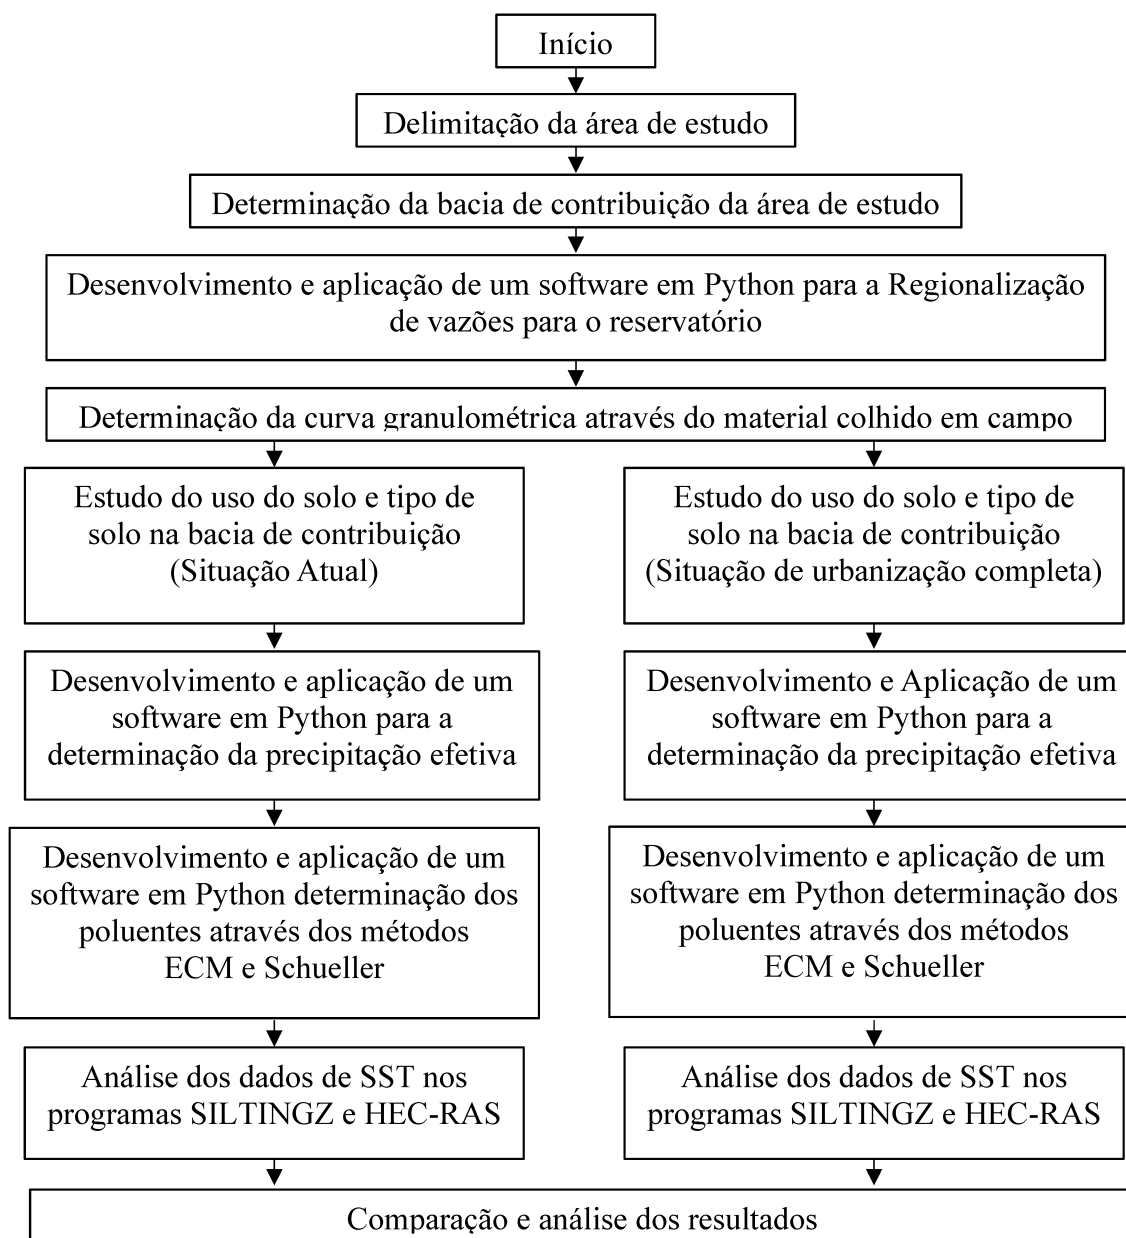 Início
Delimitação da área de estudo
Determinação da bacia de contribuição da área de estudo
Desenvolvimento e aplicação de um software em Python para a Regionalização
de vazões para o reservatório
Determinação da curva granulométrica através do material colhido em campo
Estudo do uso do solo e tipo de
solo na bacia de contribuição
(Situação Atual)
Estudo do uso do solo e tipo de
solo na bacia de contribuição
(Situação de urbanização completa)
Desenvolvimento e aplicação de um
software em Python para a
determinação da precipitação efetiva
Desenvolvimento e Aplicação de um
software em Python para a
determinação da precipitação efetiva
Desenvolvimento e aplicação de um
software em Python determinação dos
poluentes através dos métodos
ECM e Schueller
Desenvolvimento e aplicação de um
software em Python determinação dos
poluentes através dos métodos
ECM e Schueller
Análise dos dados de SST nos
programas SILTINGZ e HEC-RAS
Análise dos dados de SST nos
programas SILTINGZ e HEC-RAS
Comparação e análise dos resultados